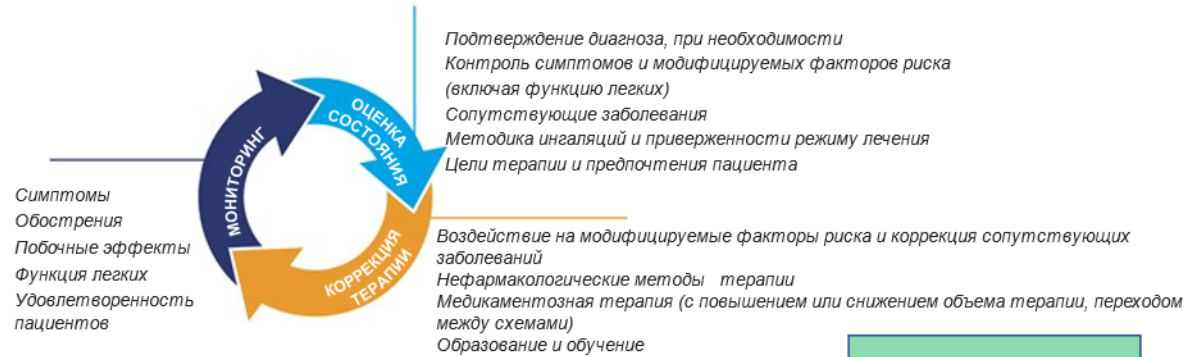 Подтверждение диагноза, при необходимости
Контроль симптомов и модифицируемых факторов риска
(включая функцию легких)
Сопутствующие заболевания
Методика ингаляций и приверженности режиму лечения
Цели терапии и предпочтения пациента
ОЦЕНКА
СОСТОЯНИЯ
МОНИТОРИНГ
КОРРЕКЦИЯ
ТЕРАПИИ
Симптомы
Обострения
Побочные эффекты
Функция легких
Удовлетворенность
пациентов
Воздействие на модифицируемые факторы риска и коррекция сопутствующих
заболеваний
Нефармакологические методы терапии
Медикаментозная терапия (с повышением или снижением объема терапии, переходом
между схемами)
Образование и обучение